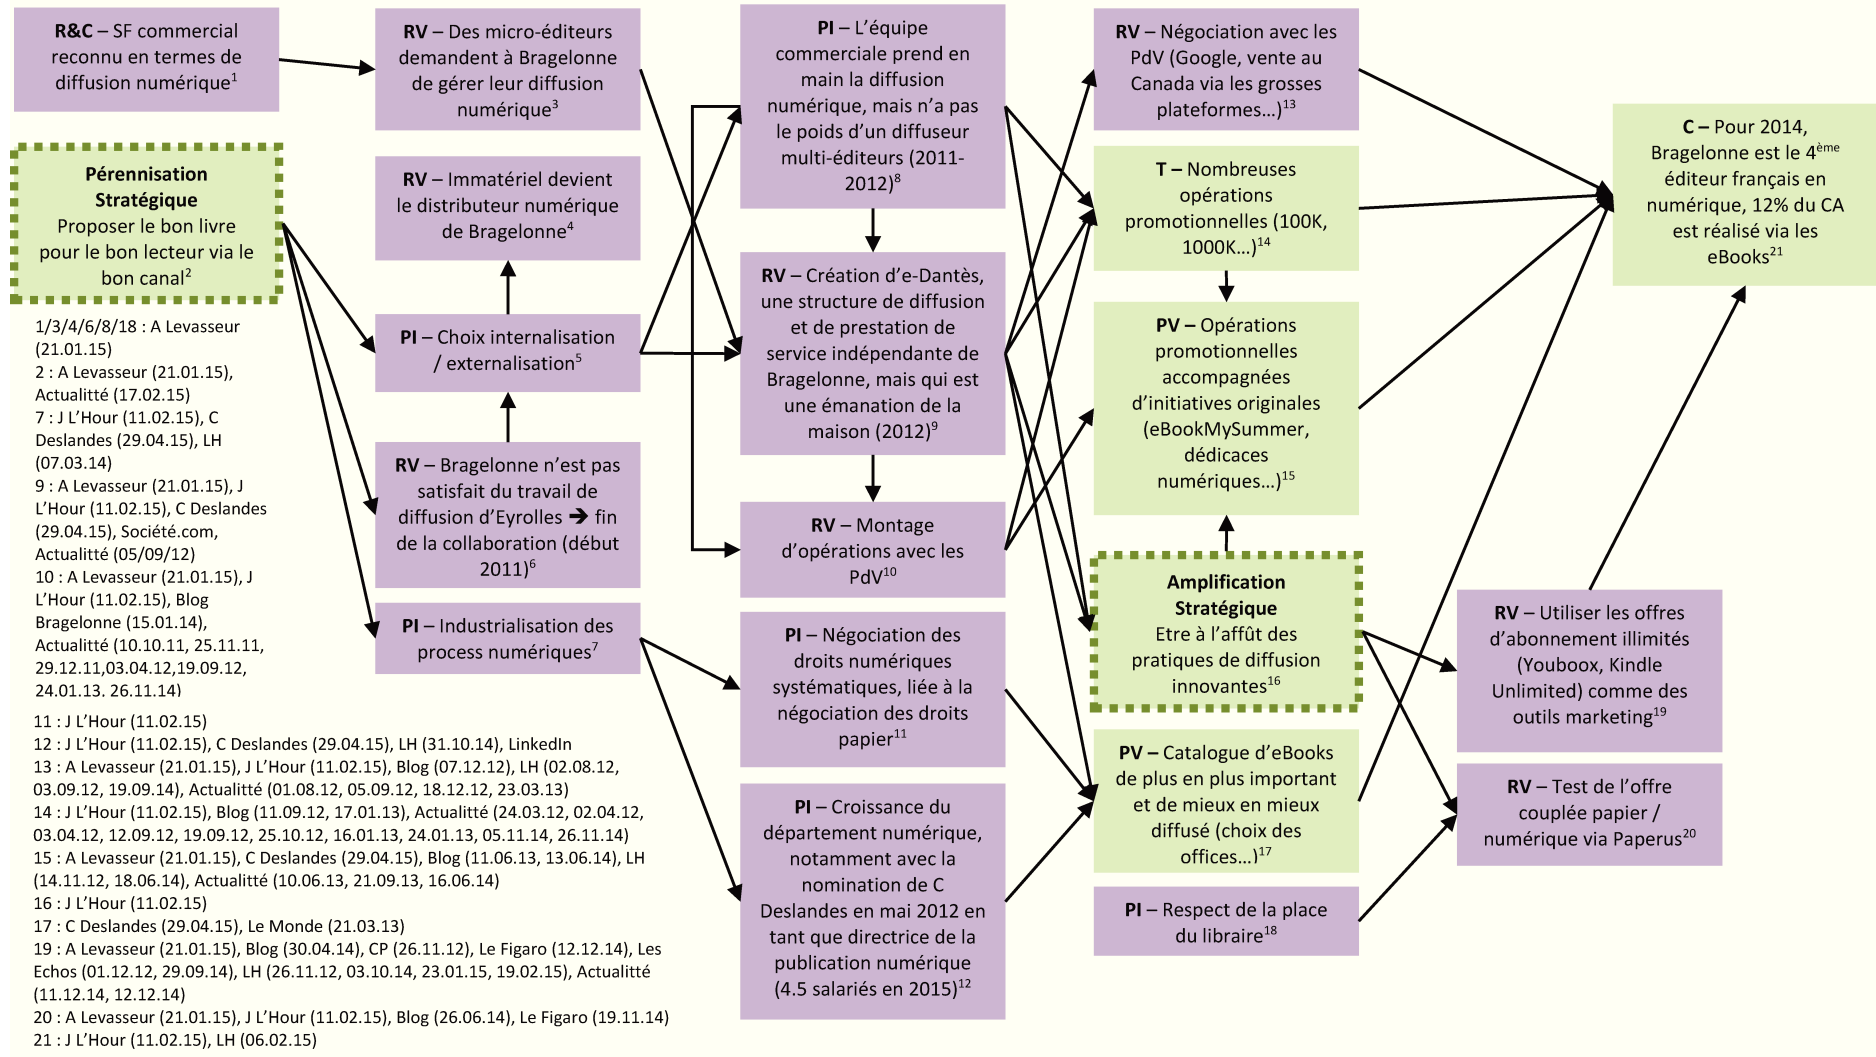 R&C – SF commercial
reconnu en termes de
diffusion numérique1
Pérennisation
Stratégique
Proposer le bon livre
pour le bon lecteur via le
bon canal2
RV – Des micro-éditeurs
demandent à Bragelonne
de gérer leur diffusion
numérique3
RV – Immatériel devient
le distributeur numérique
de Bragelonne4
PI – Choix internalisation
/ externalisation5
RV – Bragelonne n’est pas
satisfait du travail de
diffusion d’Eyrolles ➔ fin
de la collaboration (début
2011)6
PI – Industrialisation des
process numériques7
PI – L’équipe
commerciale prend en
main la diffusion
numérique, mais n’a pas
le poids d’un diffuseur
multi-éditeurs (2011-
2012)8
RV – Création d’e-Dantès,
une structure de diffusion
et de prestation de
service indépendante de
Bragelonne, mais qui est
une émanation de la
maison (2012)9
RV – Montage
d’opérations avec les
PdV10
PI – Négociation des
droits numériques
systématiques, liée à la
négociation des droits
papier11
PI – Croissance du
département numérique,
notamment avec la
nomination de C
Deslandes en mai 2012 en
tant que directrice de la
publication numérique
(4.5 salariés en 2015)12
RV – Négociation avec les
PdV (Google, vente au
Canada via les grosses
plateformes…)13
T – Nombreuses
opérations
promotionnelles (100K,
1000K…)14
PV – Opérations
promotionnelles
accompagnées
d’initiatives originales
(eBookMySummer,
dédicaces
numériques…)15
Amplification
Stratégique
Etre à l’affût des
pratiques de diffusion
innovantes16
PV – Catalogue d’eBooks
de plus en plus important
et de mieux en mieux
diffusé (choix des
offices…)17
PI – Respect de la place
du libraire18
RV – Utiliser les offres
d’abonnement illimités
(Youboox, Kindle
Unlimited) comme des
outils marketing19
RV – Test de l’offre
couplée papier /
numérique via Paperus20
C – Pour 2014,
Bragelonne est le 4ème
éditeur français en
numérique, 12% du CA
est réalisé via les
eBooks21
1/3/4/6/8/18 : A Levasseur
(21.01.15)
2 : A Levasseur (21.01.15),
Actualitté (17.02.15)
7 : J L’Hour (11.02.15), C
Deslandes (29.04.15), LH
(07.03.14)
9 : A Levasseur (21.01.15), J
L’Hour (11.02.15), C Deslandes
(29.04.15), Société.com,
Actualitté (05/09/12)
10 : A Levasseur (21.01.15), J
L’Hour (11.02.15), Blog
Bragelonne (15.01.14),
Actualitté (10.10.11, 25.11.11,
29.12.11,03.04.12,19.09.12,
24.01.13. 26.11.14)
11 : J L’Hour (11.02.15)
12 : J L’Hour (11.02.15), C Deslandes (29.04.15), LH (31.10.14), LinkedIn
13 : A Levasseur (21.01.15), J L’Hour (11.02.15), Blog (07.12.12), LH (02.08.12,
03.09.12, 19.09.14), Actualitté (01.08.12, 05.09.12, 18.12.12, 23.03.13)
14 : J L’Hour (11.02.15), Blog (11.09.12, 17.01.13), Actualitté (24.03.12, 02.04.12,
03.04.12, 12.09.12, 19.09.12, 25.10.12, 16.01.13, 24.01.13, 05.11.14, 26.11.14)
15 : A Levasseur (21.01.15), C Deslandes (29.04.15), Blog (11.06.13, 13.06.14), LH
(14.11.12, 18.06.14), Actualitté (10.06.13, 21.09.13, 16.06.14)
16 : J L’Hour (11.02.15)
17 : C Deslandes (29.04.15), Le Monde (21.03.13)
19 : A Levasseur (21.01.15), Blog (30.04.14), CP (26.11.12), Le Figaro (12.12.14), Les
Echos (01.12.12, 29.09.14), LH (26.11.12, 03.10.14, 23.01.15, 19.02.15), Actualitté
(11.12.14, 12.12.14)
20 : A Levasseur (21.01.15), J L’Hour (11.02.15), Blog (26.06.14), Le Figaro (19.11.14)
21 : J L’Hour (11.02.15), LH (06.02.15)